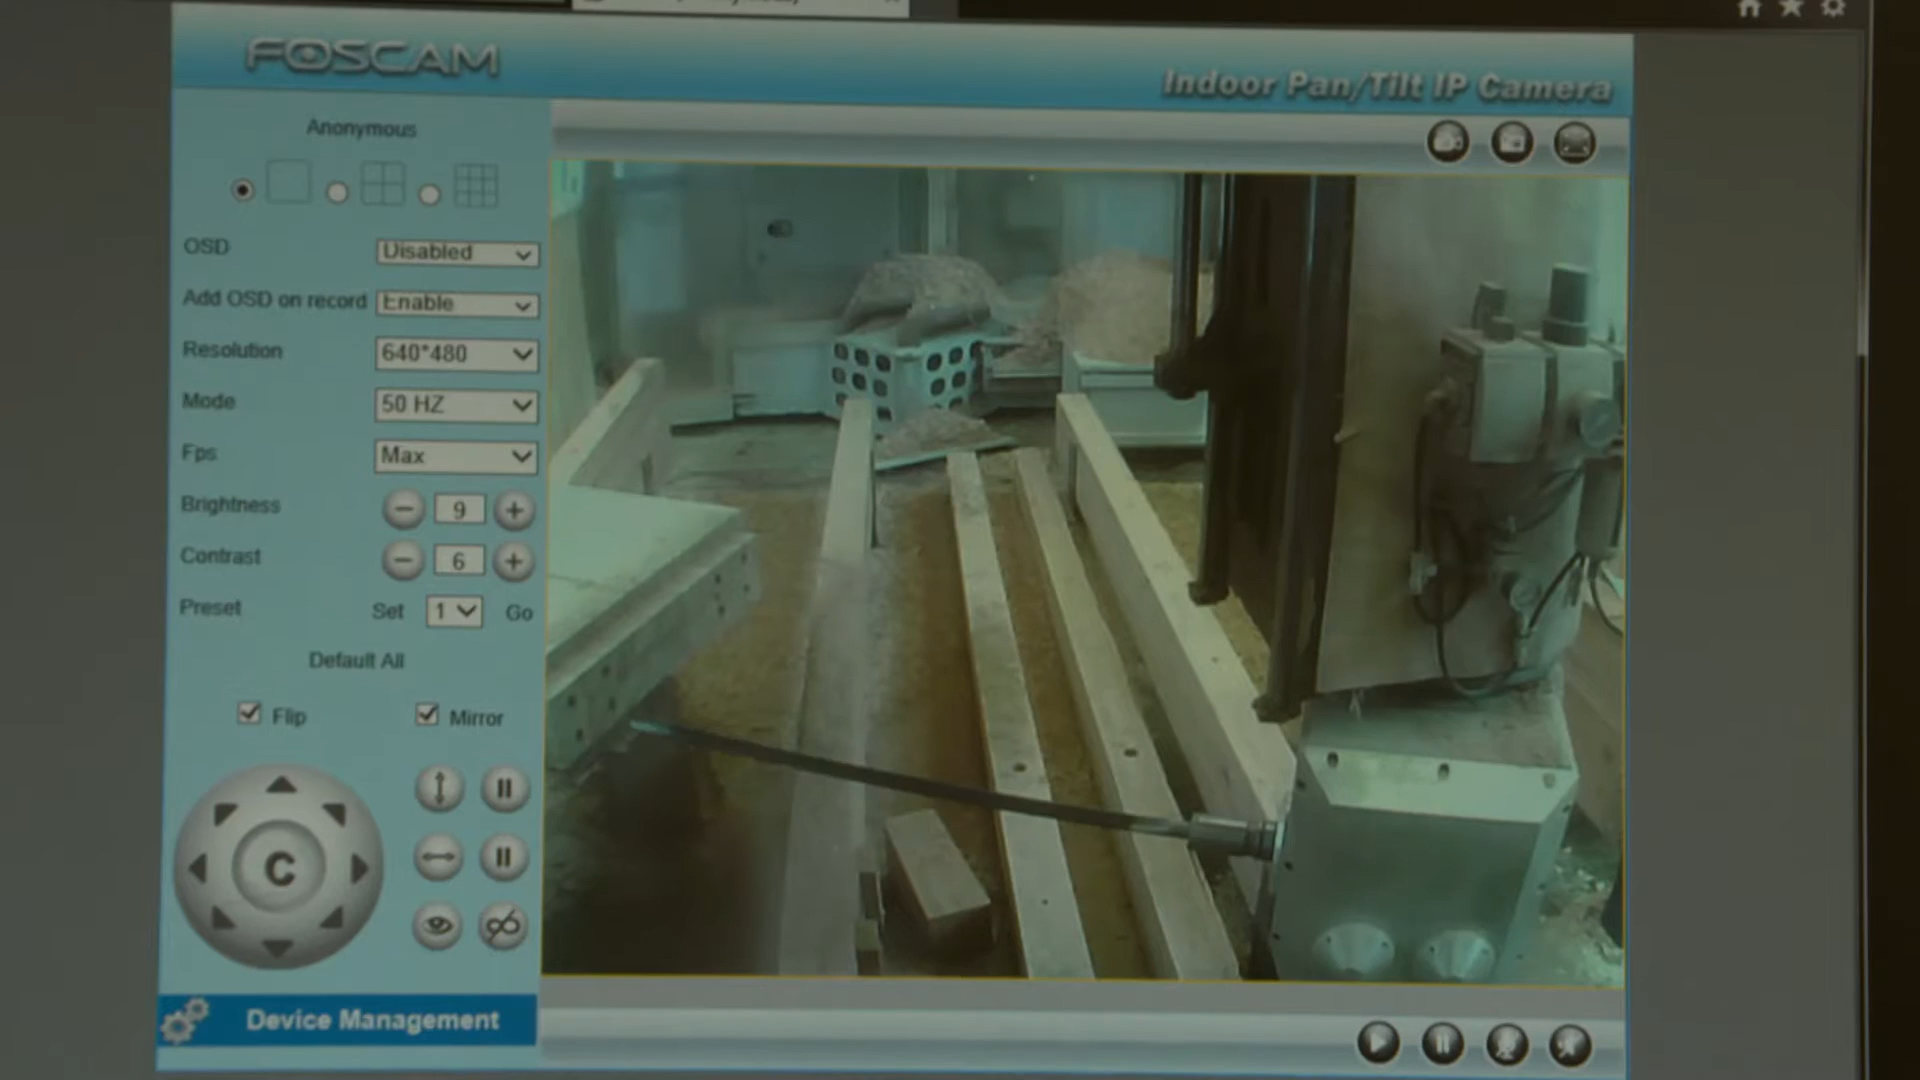 FOSCAM
Indoor Pan/Tilt IP Camera
Anonymous
OSD Disabled
Add OSD on record Enable
Resolution 640*480
Mode 50 HZ
Fps Max
Brightness 9
Contrast 6
Preset Set 1 Go
Default All
Flip Mirror
C
Device Management